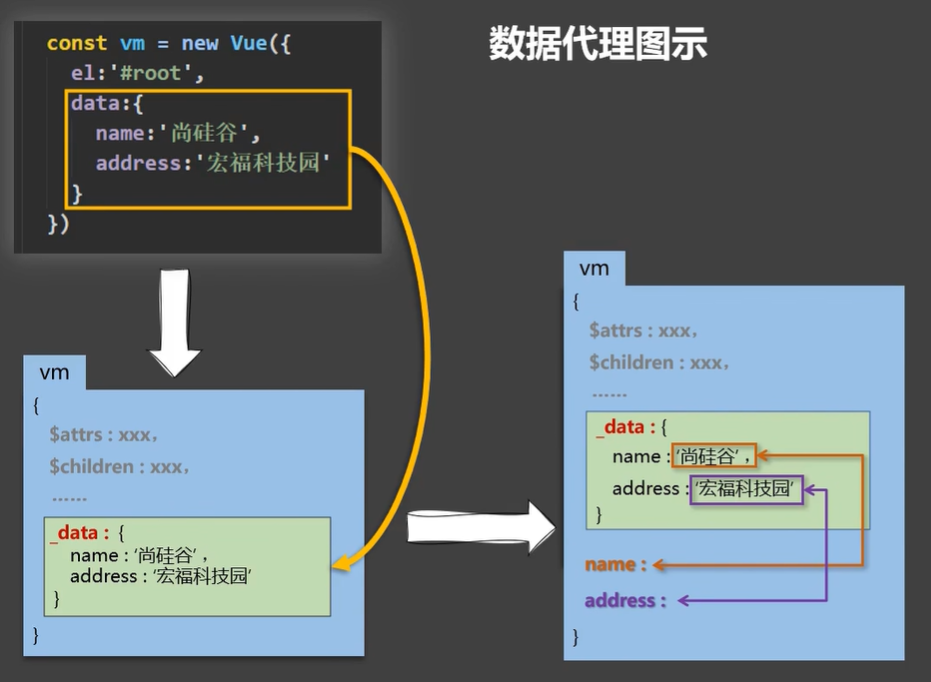 数据代理图示
const vm = new Vue({
el:'#root',
data:{
name:'尚硅谷',
address:'宏福科技园'
}
})
vm
{
$attrs : xxx,
$children : xxx,
……
_data : {
name : '尚硅谷' ,
address : '宏福科技园'
}
}
vm
{
$attrs : xxx,
$children : xxx,
……
_data : {
name : '尚硅谷' ,
address : '宏福科技园'
}
name :
address :
}